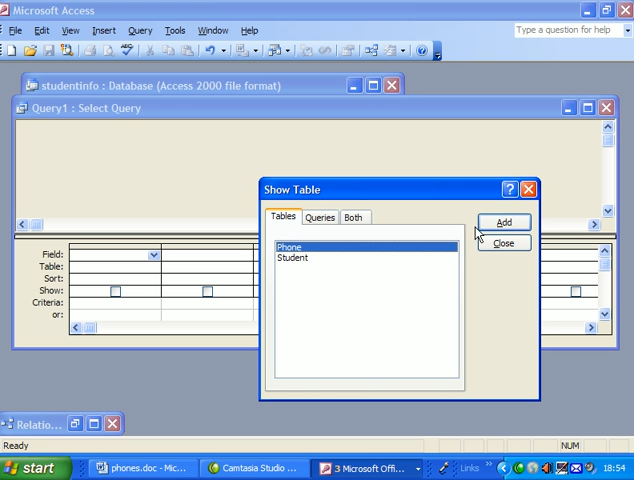 Microsoft Access
File Edit View Insert Query Tools Window Help
Type a question for help
studentinfo : Database (Access 2000 file format)
Query1 : Select Query
Show Table
Tables Queries Both
Add
Close
Phone
Student
Field:
Table:
Sort:
Show:
Criteria:
or:
Relatio...
Ready
NUM
start
phones.doc - Mic...
Camtasia Studio ...
3 Microsoft Offi...
Links
18:54